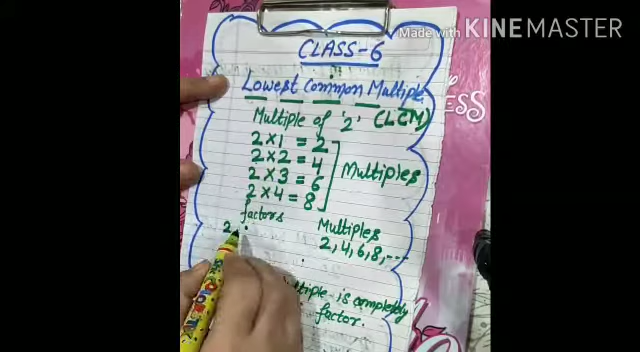 Made with KINEMASTER
CLASS-6
Lowest Common Multiple
Multiple of '2' (LCM)
2×1 = 2
2×2 = 4
2×3 = 6
2×4 = 8
Multiples
factors
Multiples
2,
2, 4, 6, 8, ---
is completely
factor.
ESS